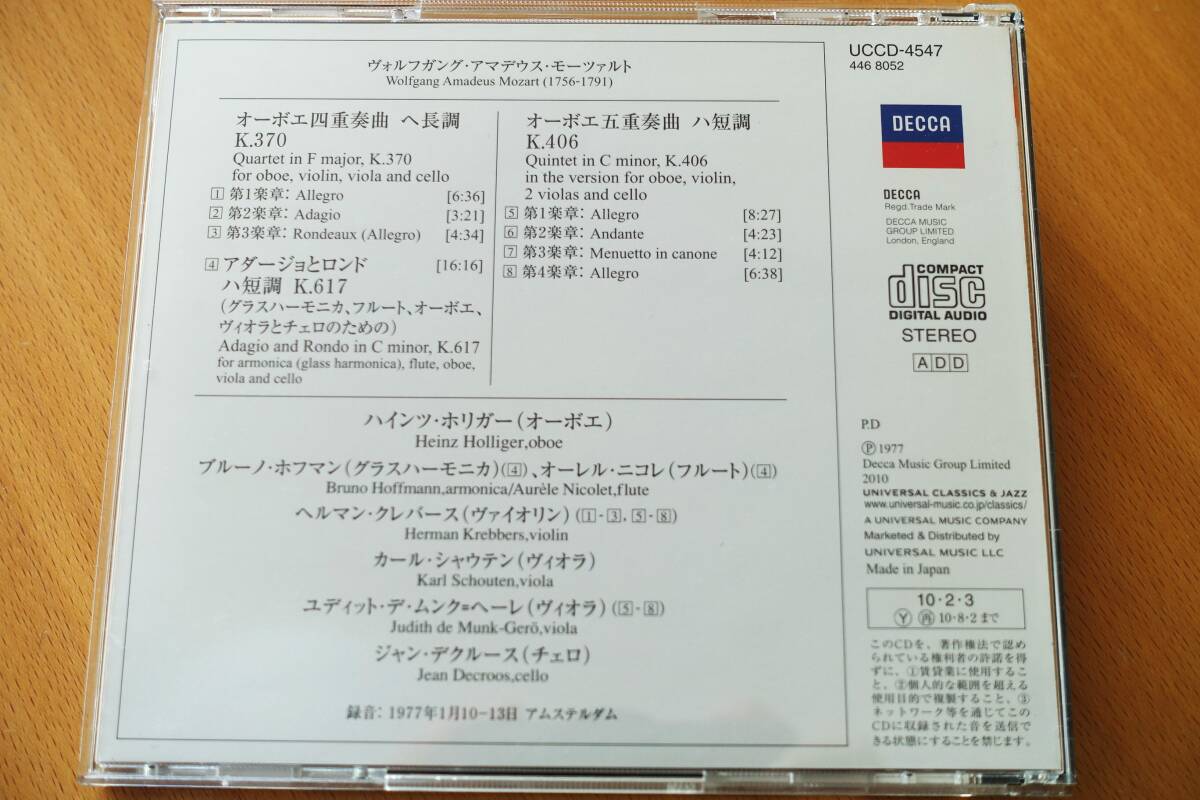 ヴォルフガング・アマデウス・モーツァルト
Wolfgang Amadeus Mozart (1756-1791)
オーボエ四重奏曲 ヘ長調
K.370
Quartet in F major, K.370
for oboe, violin, viola and cello
1 第1楽章: Allegro [6:36]
2 第2楽章: Adagio [3:21]
3 第3楽章: Rondeaux (Allegro) [4:34]
4 アダージョとロンド [16:16]
ハ短調 K.617
(グラスハーモニカ、フルート、オーボエ、
ヴィオラとチェロのための)
Adagio and Rondo in C minor, K.617
for armonica (glass harmonica), flute, oboe,
viola and cello
オーボエ五重奏曲 ハ短調
K.406
Quintet in C minor, K.406
in the version for oboe, violin,
2 violas and cello
5 第1楽章: Allegro [8:27]
6 第2楽章: Andante [4:23]
7 第3楽章: Menuetto in canone [4:12]
8 第4楽章: Allegro [6:38]
ハインツ・ホリガー(オーボエ)
Heinz Holliger,oboe
ブルーノ・ホフマン(グラスハーモニカ)(4)、オーレル・ニコレ(フルート)(4)
Bruno Hoffmann,armonica/Aurèle Nicolet,flute
ヘルマン・クレバース(ヴァイオリン)(1-3, 5-8)
Herman Krebbers,violin
カール・シャウテン(ヴィオラ)
Karl Schouten,viola
ユディット・デ・ムンク=ヘーレ(ヴィオラ)(5-8)
Judith de Munk-Gerö,viola
ジャン・デクルース(チェロ)
Jean Decroos,cello
録音: 1977年1月10-13日 アムステルダム
UCCD-4547
446 8052
DECCA
DECCA
Regd.Trade Mark
DECCA MUSIC
GROUP LIMITED
London, England
COMPACT
disc
DIGITAL AUDIO
STEREO
ADD
P.D
Ⓟ1977
Decca Music Group Limited
2010
UNIVERSAL CLASSICS & JAZZ
www.universal-music.co.jp/classics/
A UNIVERSAL MUSIC COMPANY
Marketed & Distributed by
UNIVERSAL MUSIC LLC
Made in Japan
10・2・3
Ⓨ 再 10・8・2まで
このCDを、著作権法で認め
られている権利者の許諾を得
ずに、①賃貸業に使用するこ
と、②個人的な範囲を超える
使用目的で複製すること、③
ネットワーク等を通じてこの
CDに収録された音を送信で
きる状態にすることを禁じます。